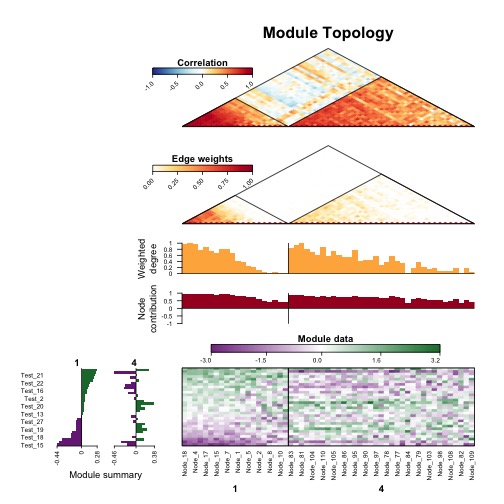 Module Topology
Correlation
-1.0 -0.5 0.0 0.5 1.0
Edge weights
0.00 0.25 0.50 0.75 1.00
Weighted
degree
1
0.8
0.6
0.4
0.2
0
Node
contribution
1
0.5
0
-0.5
-1
Module data
-3.0 -1.5 0.0 1.6 3.2
1 4
Test_21
Test_22
Test_16
Test_2
Test_20
Test_13
Test_27
Test_19
Test_18
Test_15
-0.44 0 0.28 -0.46 0 0.38
Module summary
Node_18 Node_4 Node_17 Node_15 Node_7 Node_1 Node_5 Node_2 Node_8 Node_10 Node_83 Node_81 Node_104 Node_110 Node_105 Node_86 Node_95 Node_90 Node_97 Node_78 Node_77 Node_84 Node_79 Node_103 Node_98 Node_108 Node_82 Node_109
1 4